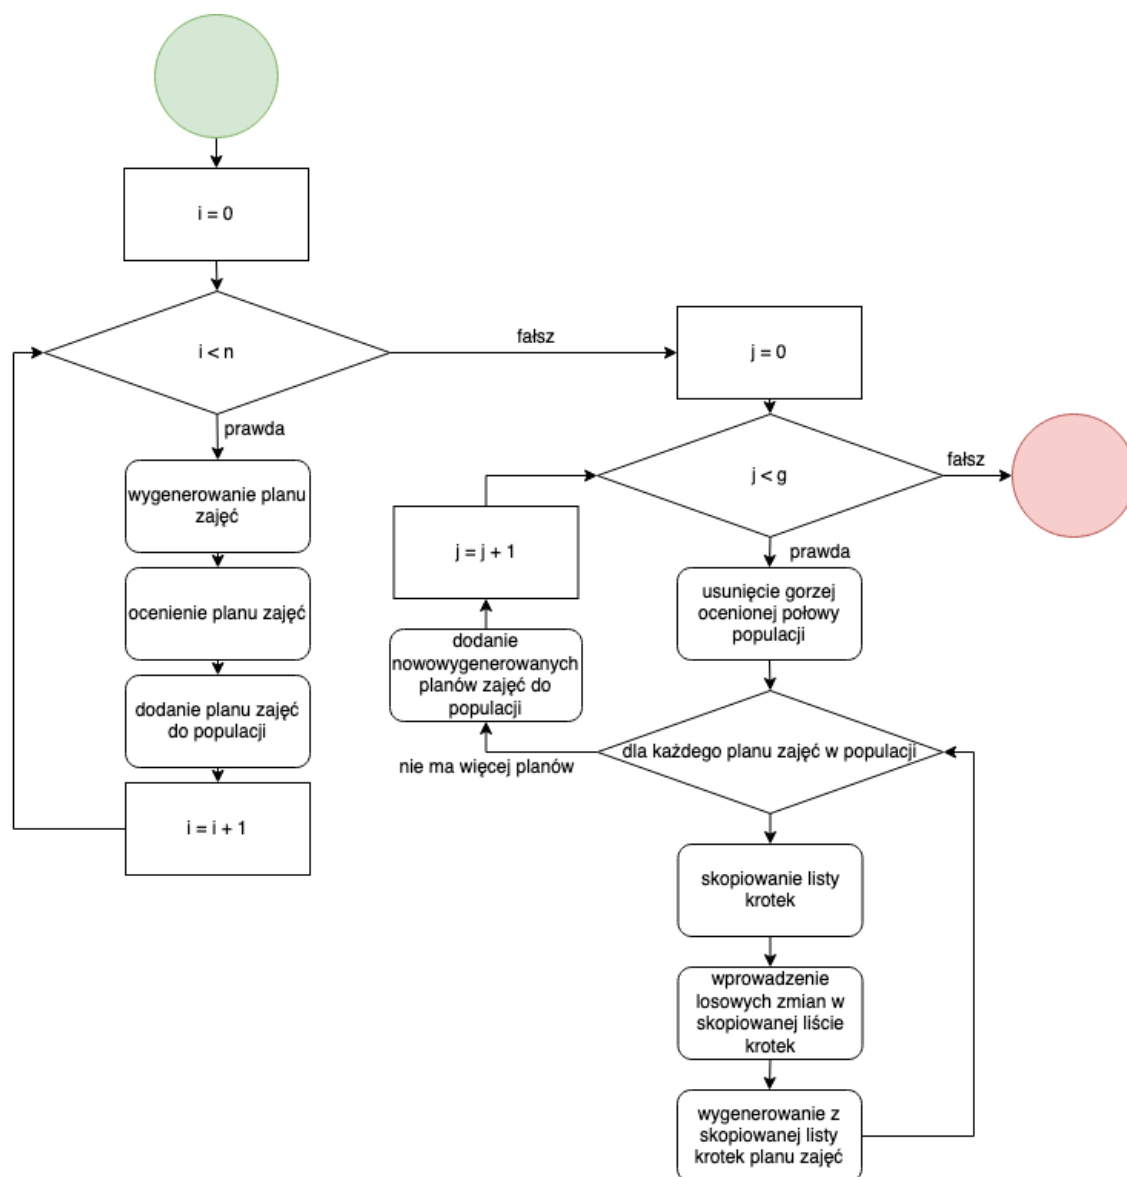 i = 0
i < n
fałsz
prawda
wygenerowanie planu
zajęć
ocenienie planu zajęć
dodanie planu zajęć
do populacji
i = i + 1
j = 0
j < g
fałsz
prawda
usunięcie gorzej
ocenionej połowy
populacji
dla każdego planu zajęć w populacji
nie ma więcej planów
dodanie
nowowygenerowanych
planów zajęć do
populacji
j = j + 1
skopiowanie listy
krotek
wprowadzenie
losowych zmian w
skopiowanej liście
krotek
wygenerowanie z
skopiowanej listy
krotek planu zajęć